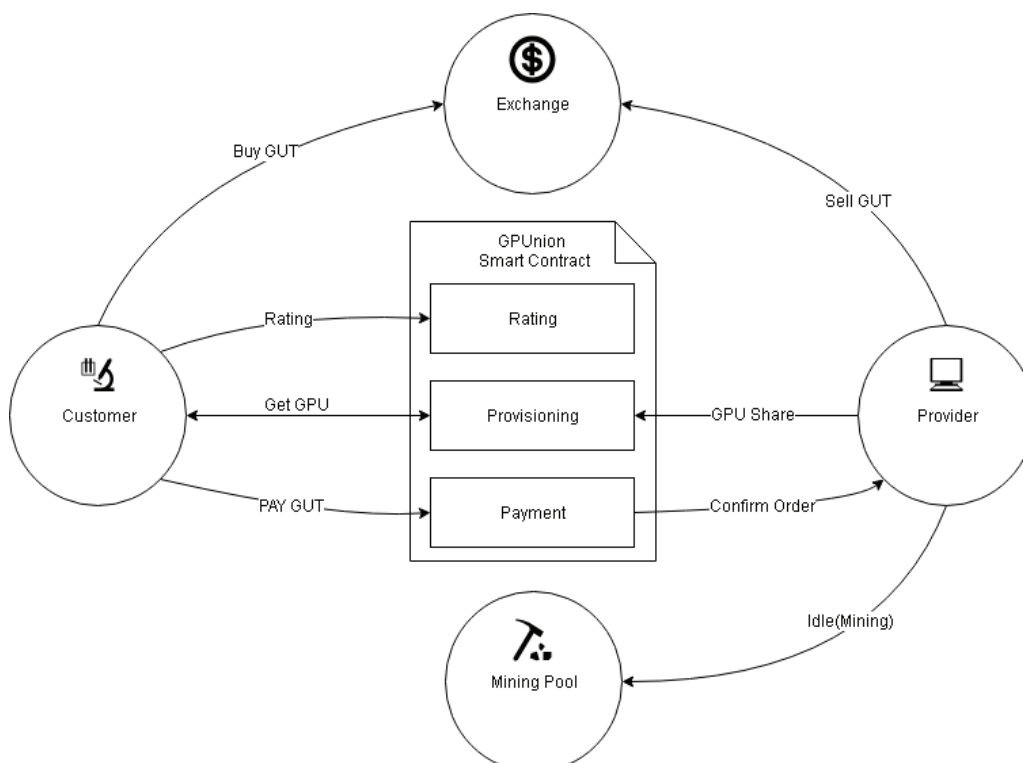 Exchange
Buy GUT
Sell GUT
GPUnion
Smart Contract
Rating
Rating
Customer
Get GPU
Provisioning
GPU Share
Provider
PAY GUT
Payment
Confirm Order
Idle(Mining)
Mining Pool